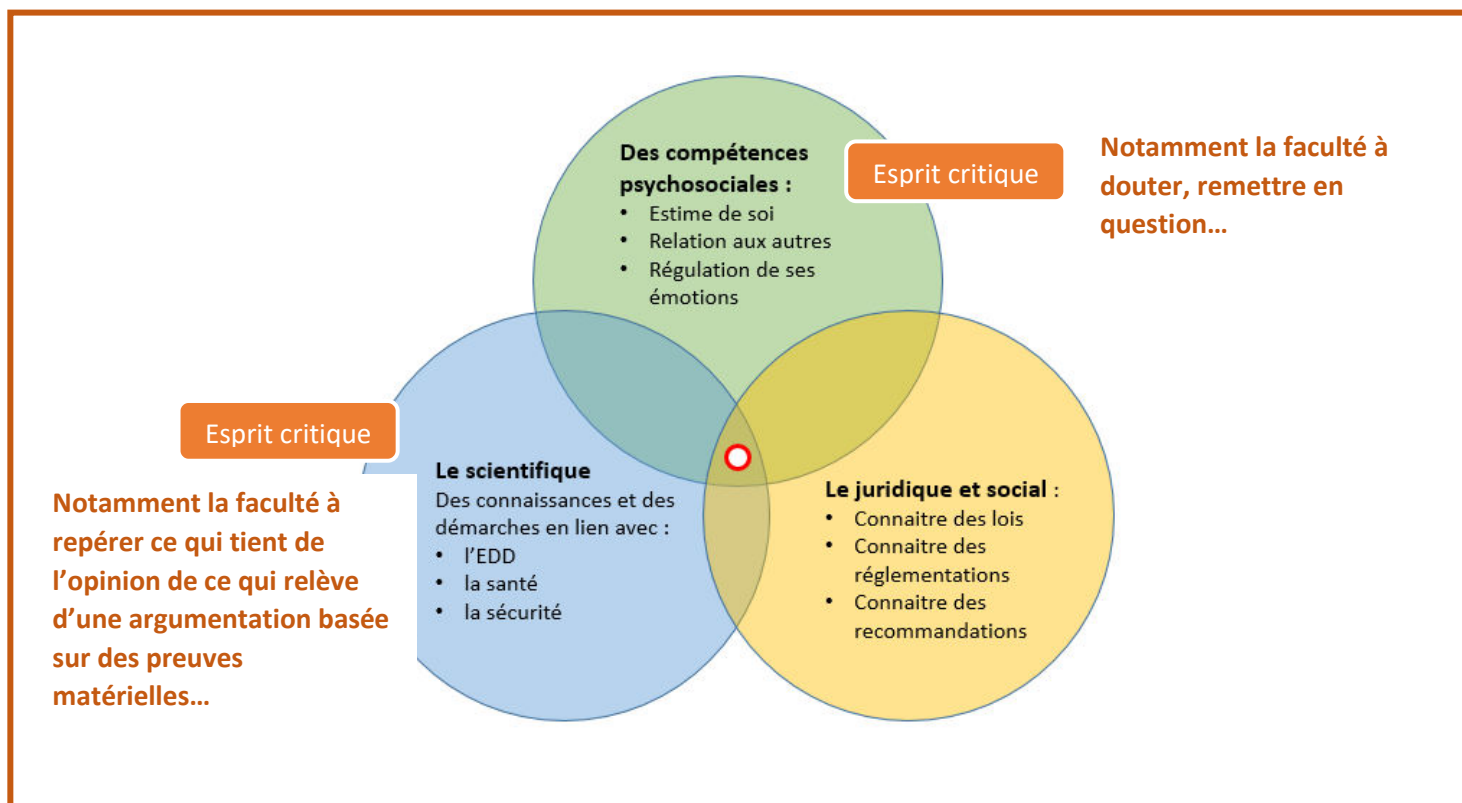 Des compétences
psychosociales :
• Estime de soi
• Relation aux autres
• Régulation de ses
émotions
Esprit critique
Notamment la faculté à
douter, remettre en
question…
Esprit critique
Notamment la faculté à
repérer ce qui tient de
l’opinion de ce qui relève
d’une argumentation basée
sur des preuves
matérielles…
Le scientifique
Des connaissances et des
démarches en lien avec :
• l’EDD
• la santé
• la sécurité
Le juridique et social :
• Connaitre des lois
• Connaitre des
réglementations
• Connaitre des
recommandations